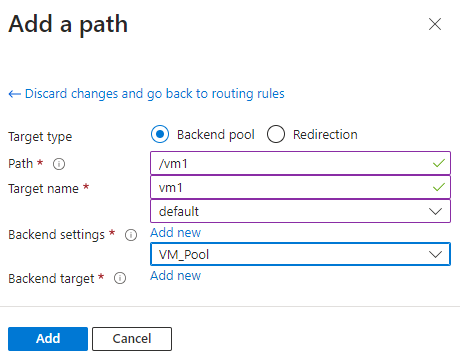 Add a path
← Discard changes and go back to routing rules
Target type Backend pool Redirection
Path * /vm1
Target name * vm1
default
Backend settings * Add new
VM_Pool
Backend target * Add new
Add Cancel